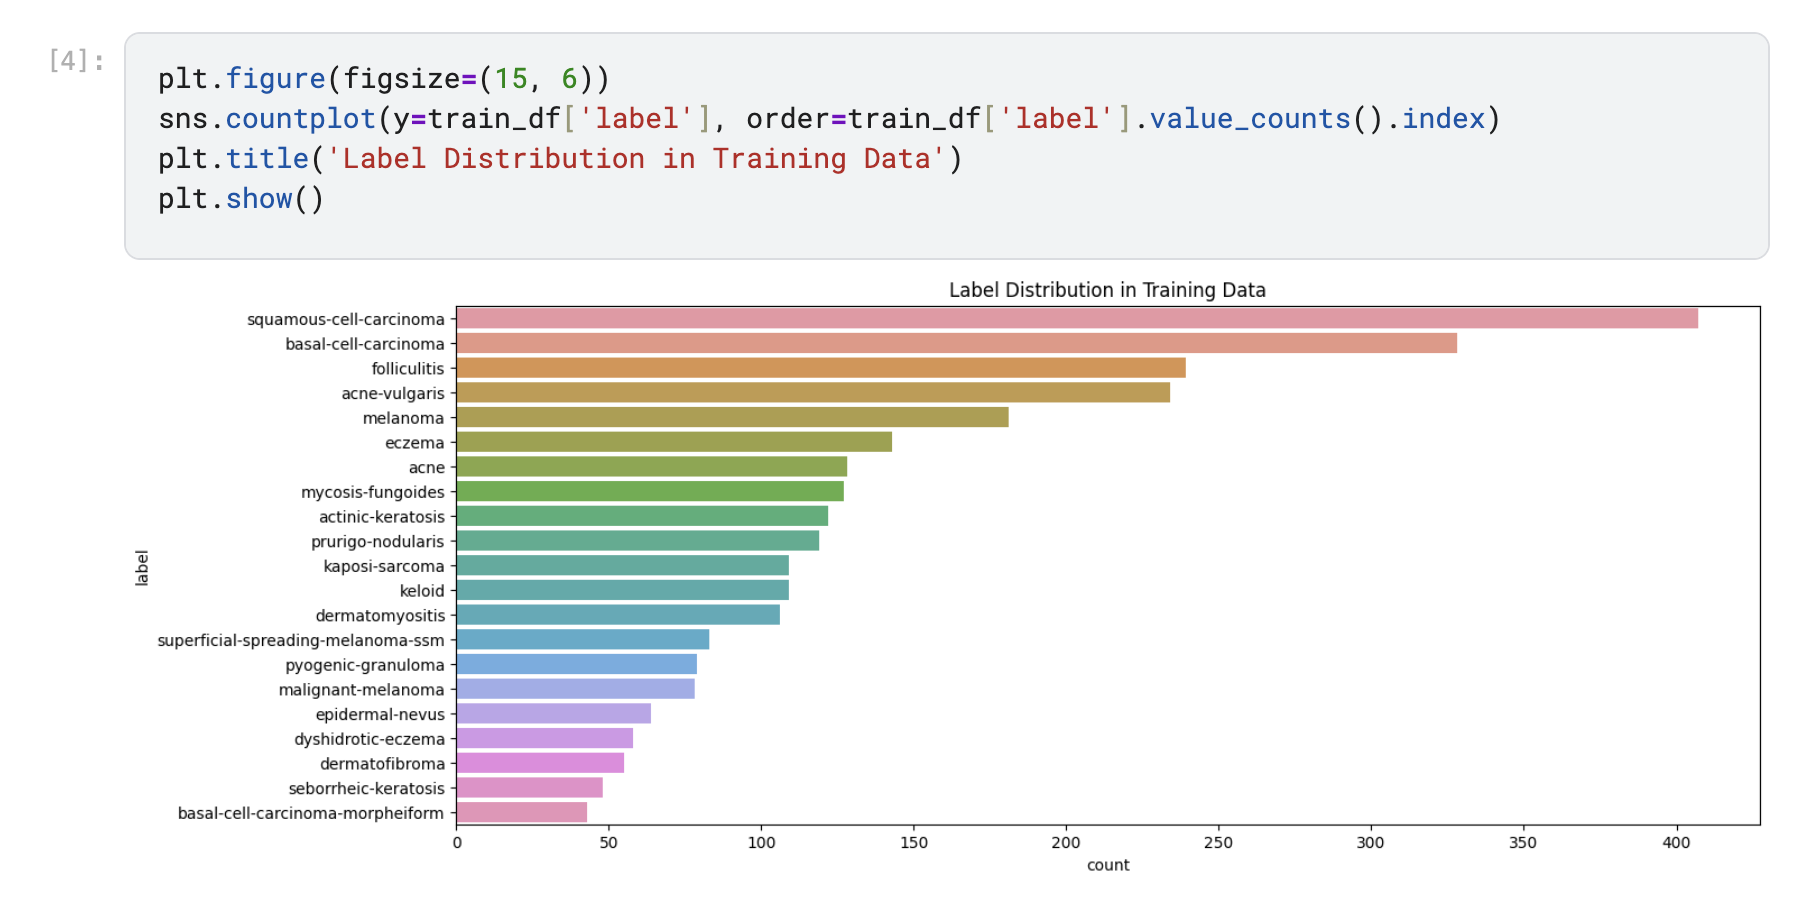 [4]:
plt.figure(figsize=(15, 6))
sns.countplot(y=train_df['label'], order=train_df['label'].value_counts().index)
plt.title('Label Distribution in Training Data')
plt.show()
Label Distribution in Training Data
squamous-cell-carcinoma
basal-cell-carcinoma
folliculitis
acne-vulgaris
melanoma
eczema
acne
mycosis-fungoides
actinic-keratosis
prurigo-nodularis
kaposi-sarcoma
keloid
dermatomyositis
superficial-spreading-melanoma-ssm
pyogenic-granuloma
malignant-melanoma
epidermal-nevus
dyshidrotic-eczema
dermatofibroma
seborrheic-keratosis
basal-cell-carcinoma-morpheiform
label
0 50 100 150 200 250 300 350 400
count